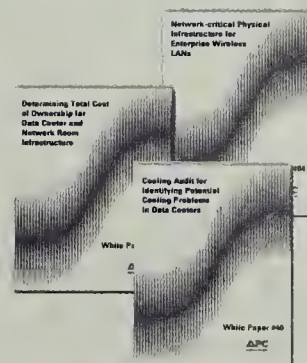 Network-critical Physical
Infrastructure for
Enterprise Wireless
LANs
Determining Total Cost
of Ownership for
Data Center and
Network Room
Infrastructure
White Pa
Cooling Audit for
Identifying Potential
Cooling Problems
in Data Centers
White Paper #40
APC